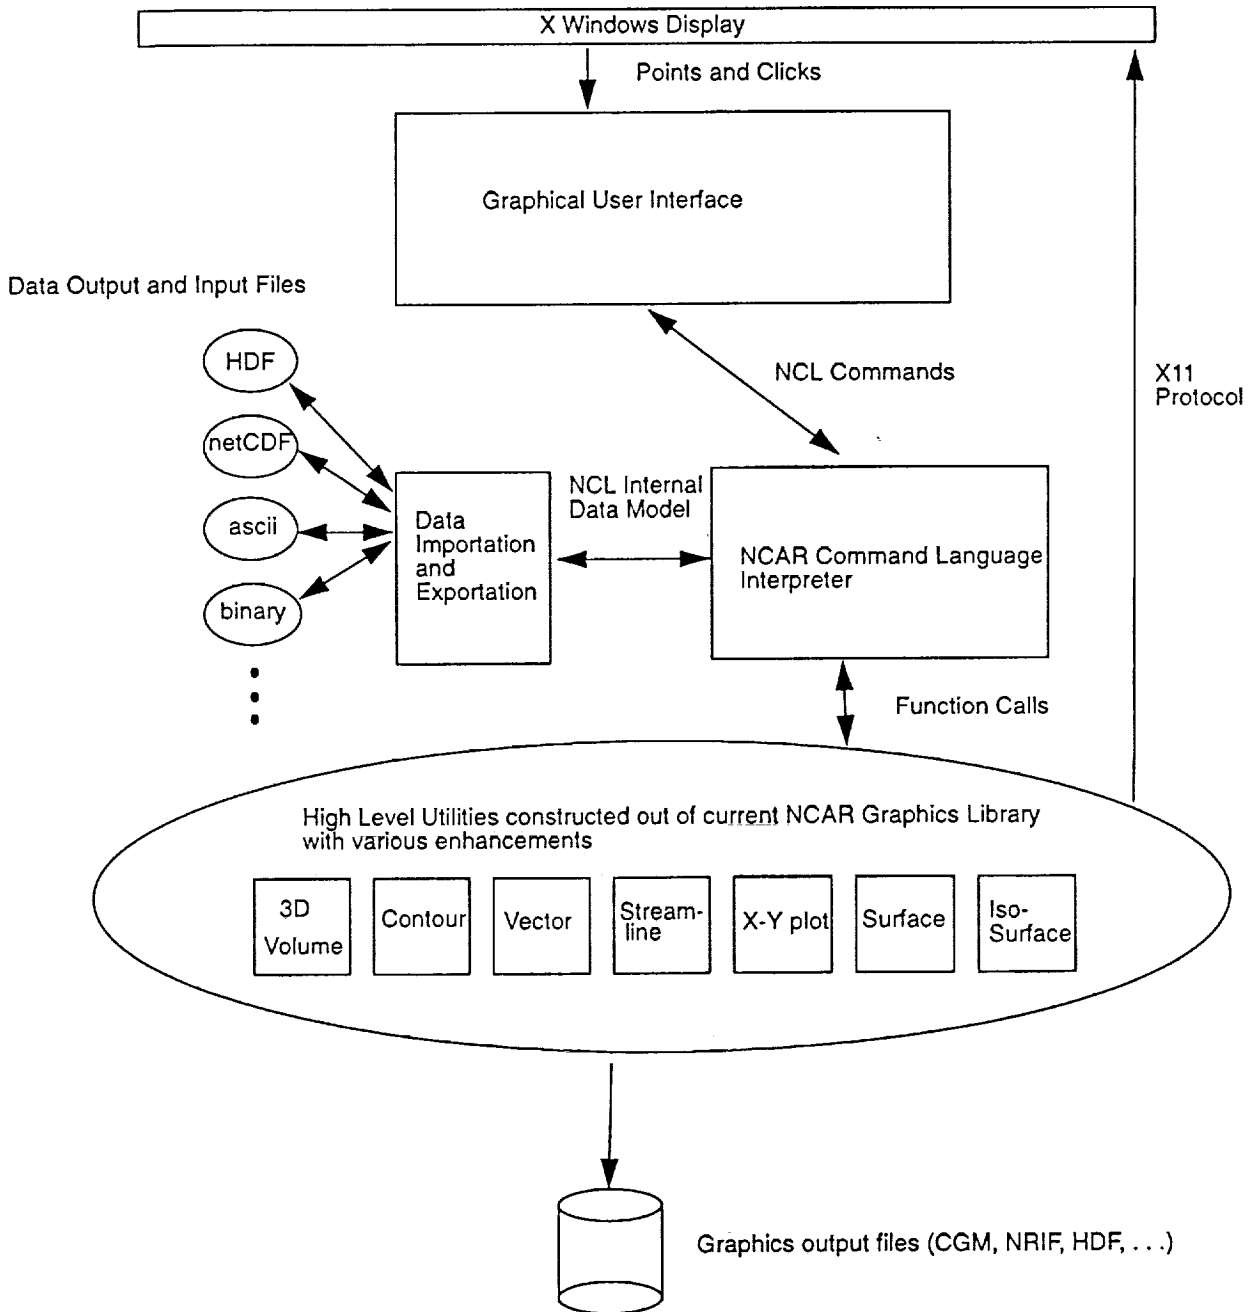 X Windows Display
Points and Clicks
Graphical User Interface
Data Output and Input Files
HDF
netCDF
ascii
binary
NCL Commands
X11
Protocol
NCL Internal
Data Model
Data
Importation
and
Exportation
NCAR Command Language
Interpreter
Function Calls
High Level Utilities constructed out of current NCAR Graphics Library
with various enhancements
3D
Volume
Contour
Vector
Stream-
line
X-Y plot
Surface
Iso-
Surface
Graphics output files (CGM, NRIF, HDF, . . .)